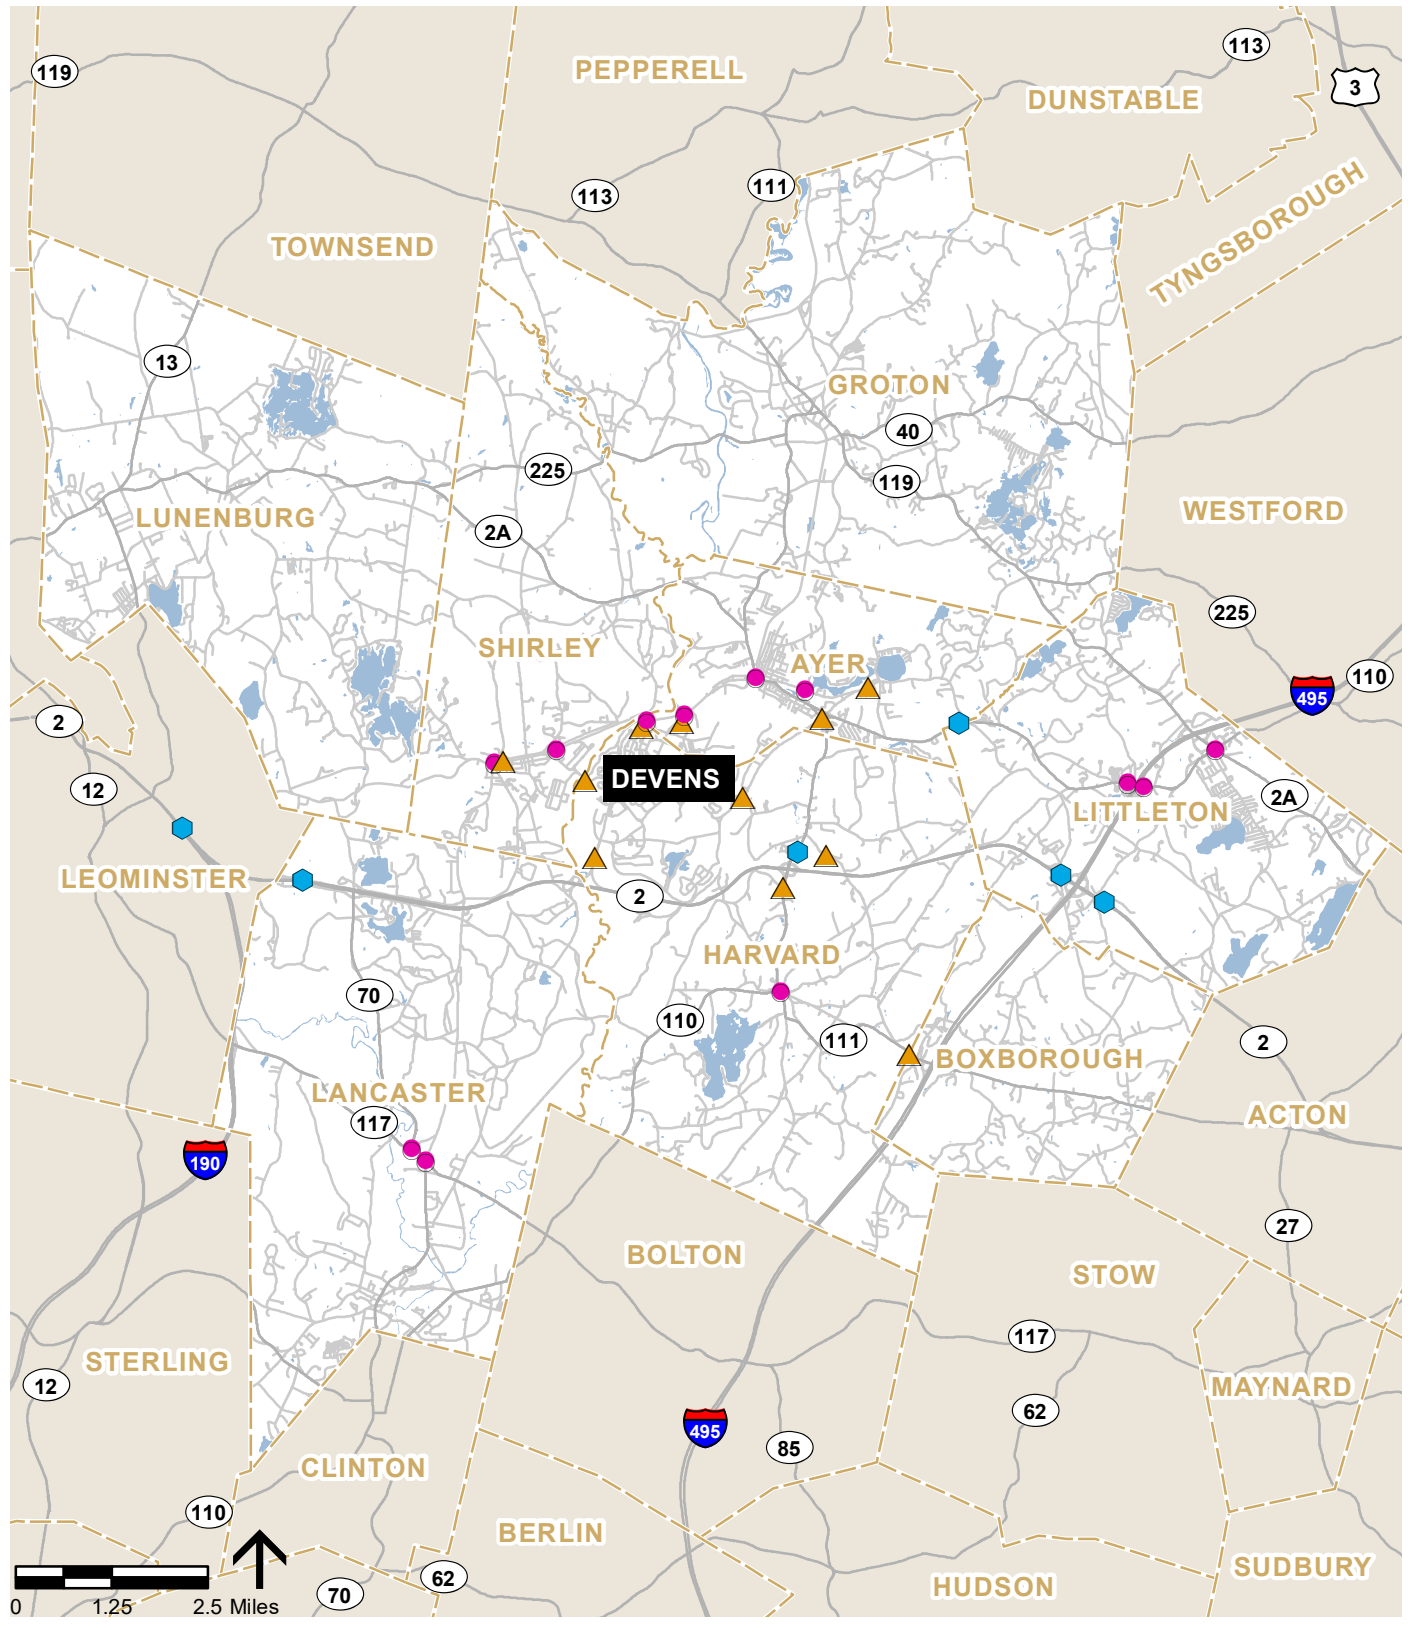 113
119
PEPPERELL
3
DUNSTABLE
113
111
TYNGSBOROUGH
TOWNSEND
13
GROTON
40
225
119
WESTFORD
LUNENBURG
2A
225
SHIRLEY
AYER
110
495
2
DEVENS
12
2A
LITTLETON
LEOMINSTER
2
HARVARD
70
110
111
2
BOXBOROUGH
LANCASTER
117
ACTON
190
27
BOLTON
STOW
117
STERLING
12
MAYNARD
62
495
85
CLINTON
110
BERLIN
SUDBURY
62
HUDSON
70
0 1.25 2.5 Miles